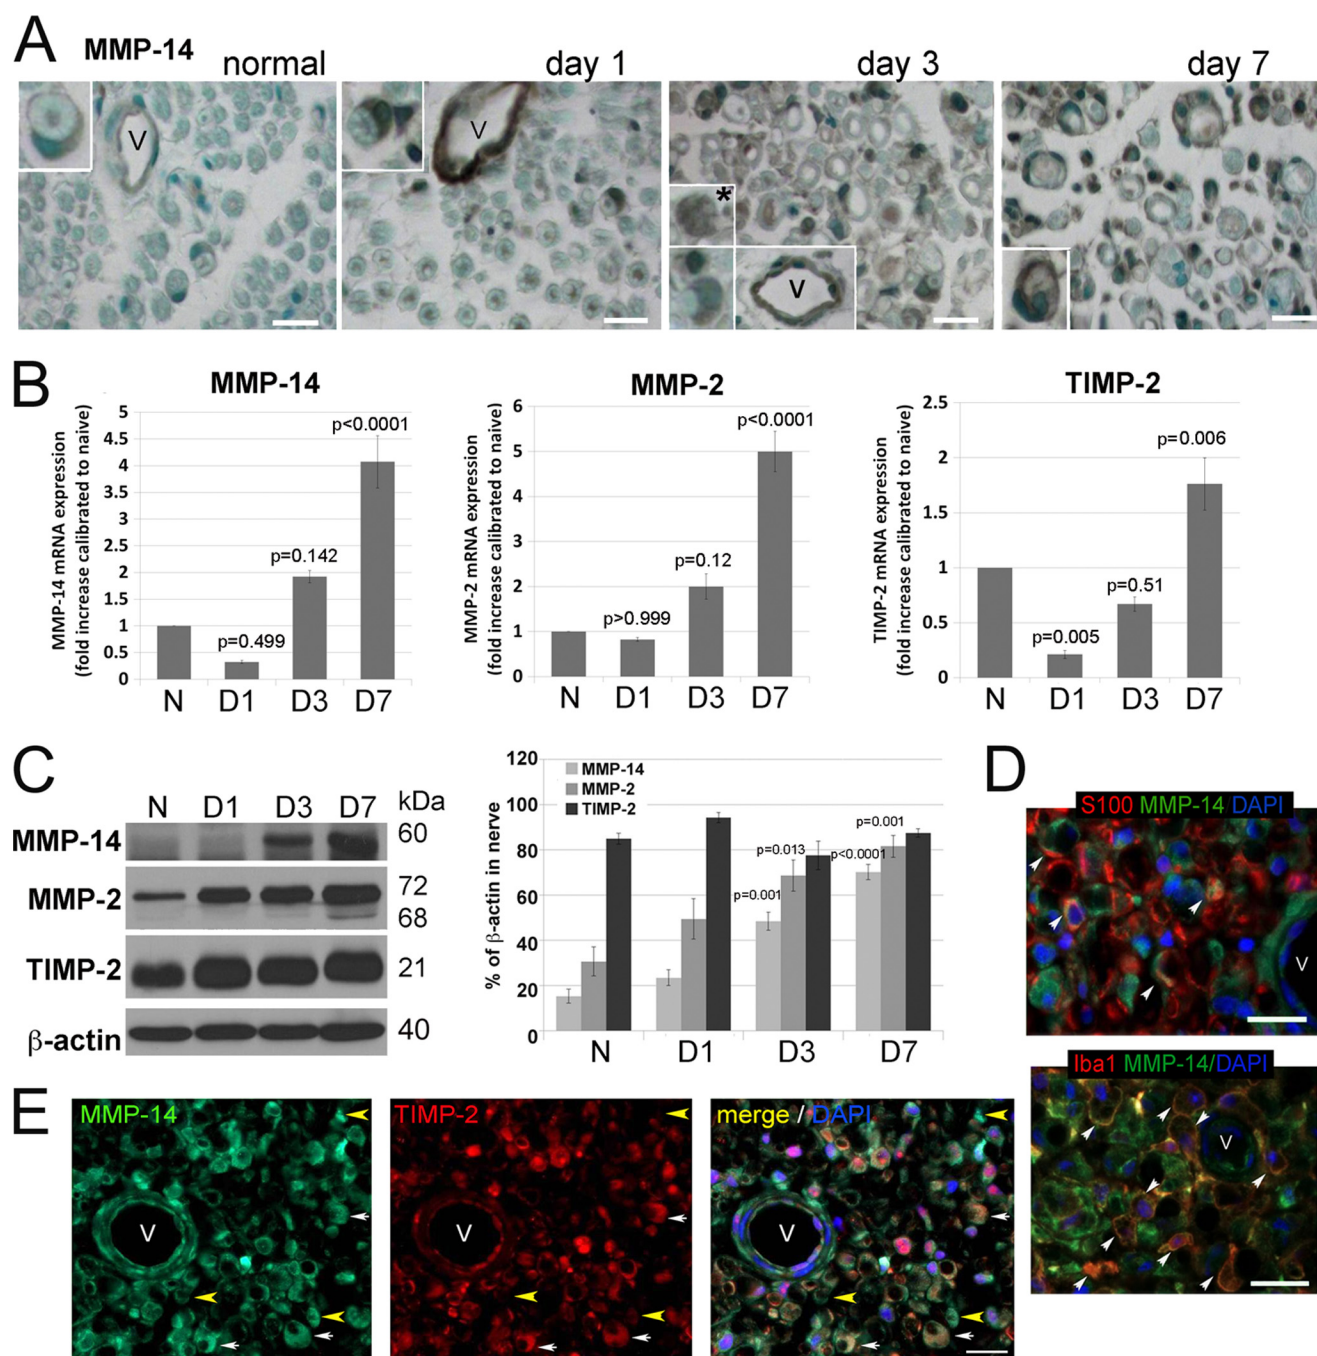 A
MMP-14
normal
day 1
day 3
day 7
V
V
*
V
B
MMP-14
MMP-14 mRNA expression
(fold increase calibrated to naive)
5
4.5
4
3.5
3
2.5
2
1.5
1
0.5
0
p=0.499
p=0.142
p<0.0001
N D1 D3 D7
MMP-2
MMP-2 mRNA expression
(fold increase calibrated to naive)
6
5
4
3
2
1
0
p>0.999
p=0.12
p<0.0001
N D1 D3 D7
TIMP-2
TIMP-2 mRNA expression
(fold increase calibrated to naive)
2.5
2
1.5
1
0.5
0
p=0.005
p=0.51
p=0.006
N D1 D3 D7
C
N D1 D3 D7 kDa
MMP-14 60
MMP-2 72
68
TIMP-2 21
β-actin 40
% of β-actin in nerve
120
100
80
60
40
20
0
MMP-14
MMP-2
TIMP-2
p=0.001
p=0.013
p<0.0001
p=0.001
N D1 D3 D7
D
S100 MMP-14 DAPI
V
Iba1 MMP-14/DAPI
V
E
MMP-14
V
TIMP-2
V
merge / DAPI
V